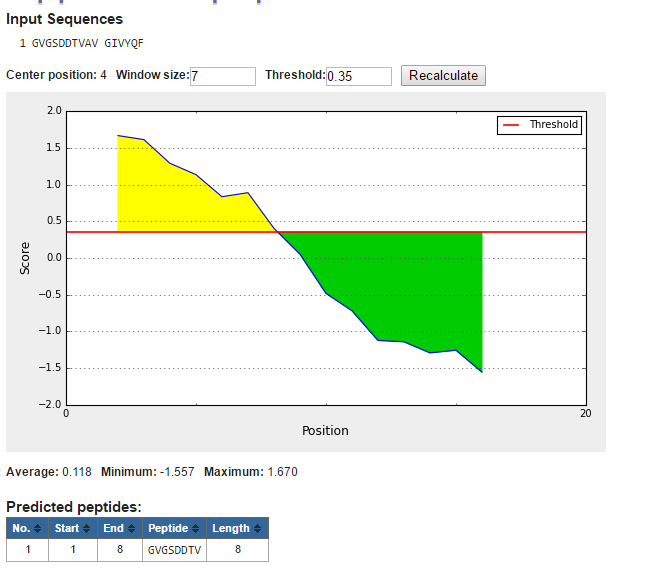 Input Sequences
1 GVGSDDTVAV GIVYQF
Center position: 4 Window size: 7 Threshold: 0.35 Recalculate
2.0
Threshold
1.5
1.0
0.5
0.0
−0.5
−1.0
−1.5
−2.0
Score
0 20
Position
Average: 0.118 Minimum: -1.557 Maximum: 1.670
Predicted peptides:
No. Start End Peptide Length
1 1 8 GVGSDDTV 8